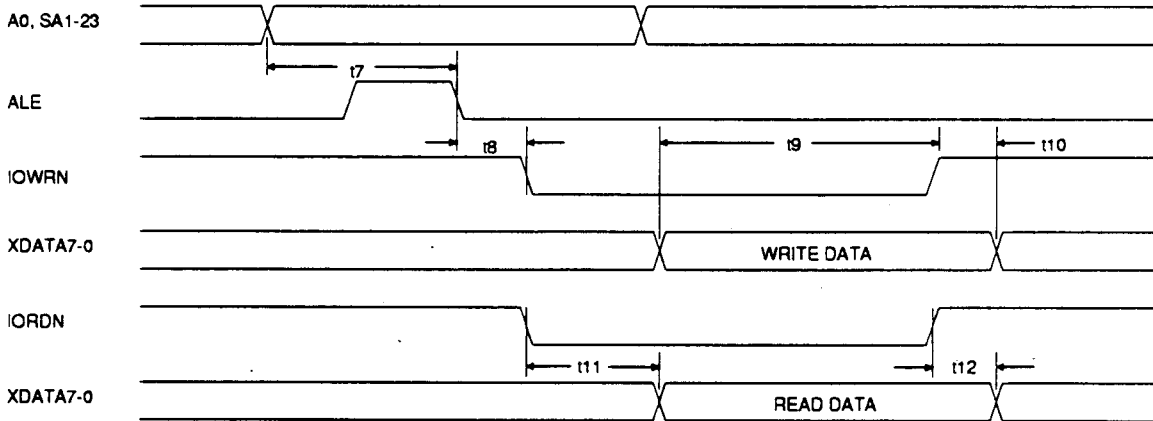 A0, SA1-23
t7
ALE
t8
t9
t10
IOWRN
XDATA7-0
WRITE DATA
IORDN
t11
t12
XDATA7-0
READ DATA